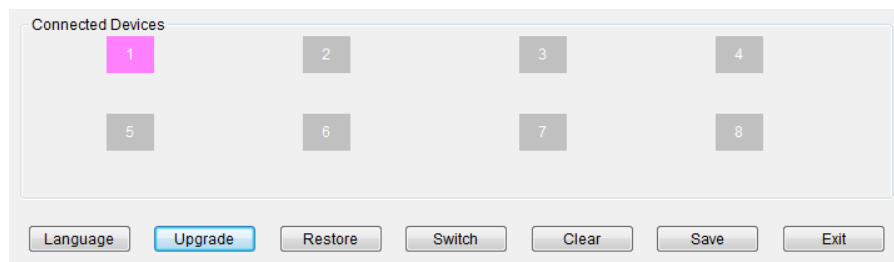 Connected Devices
1 2 3 4
5 6 7 8
Language Upgrade Restore Switch Clear Save Exit